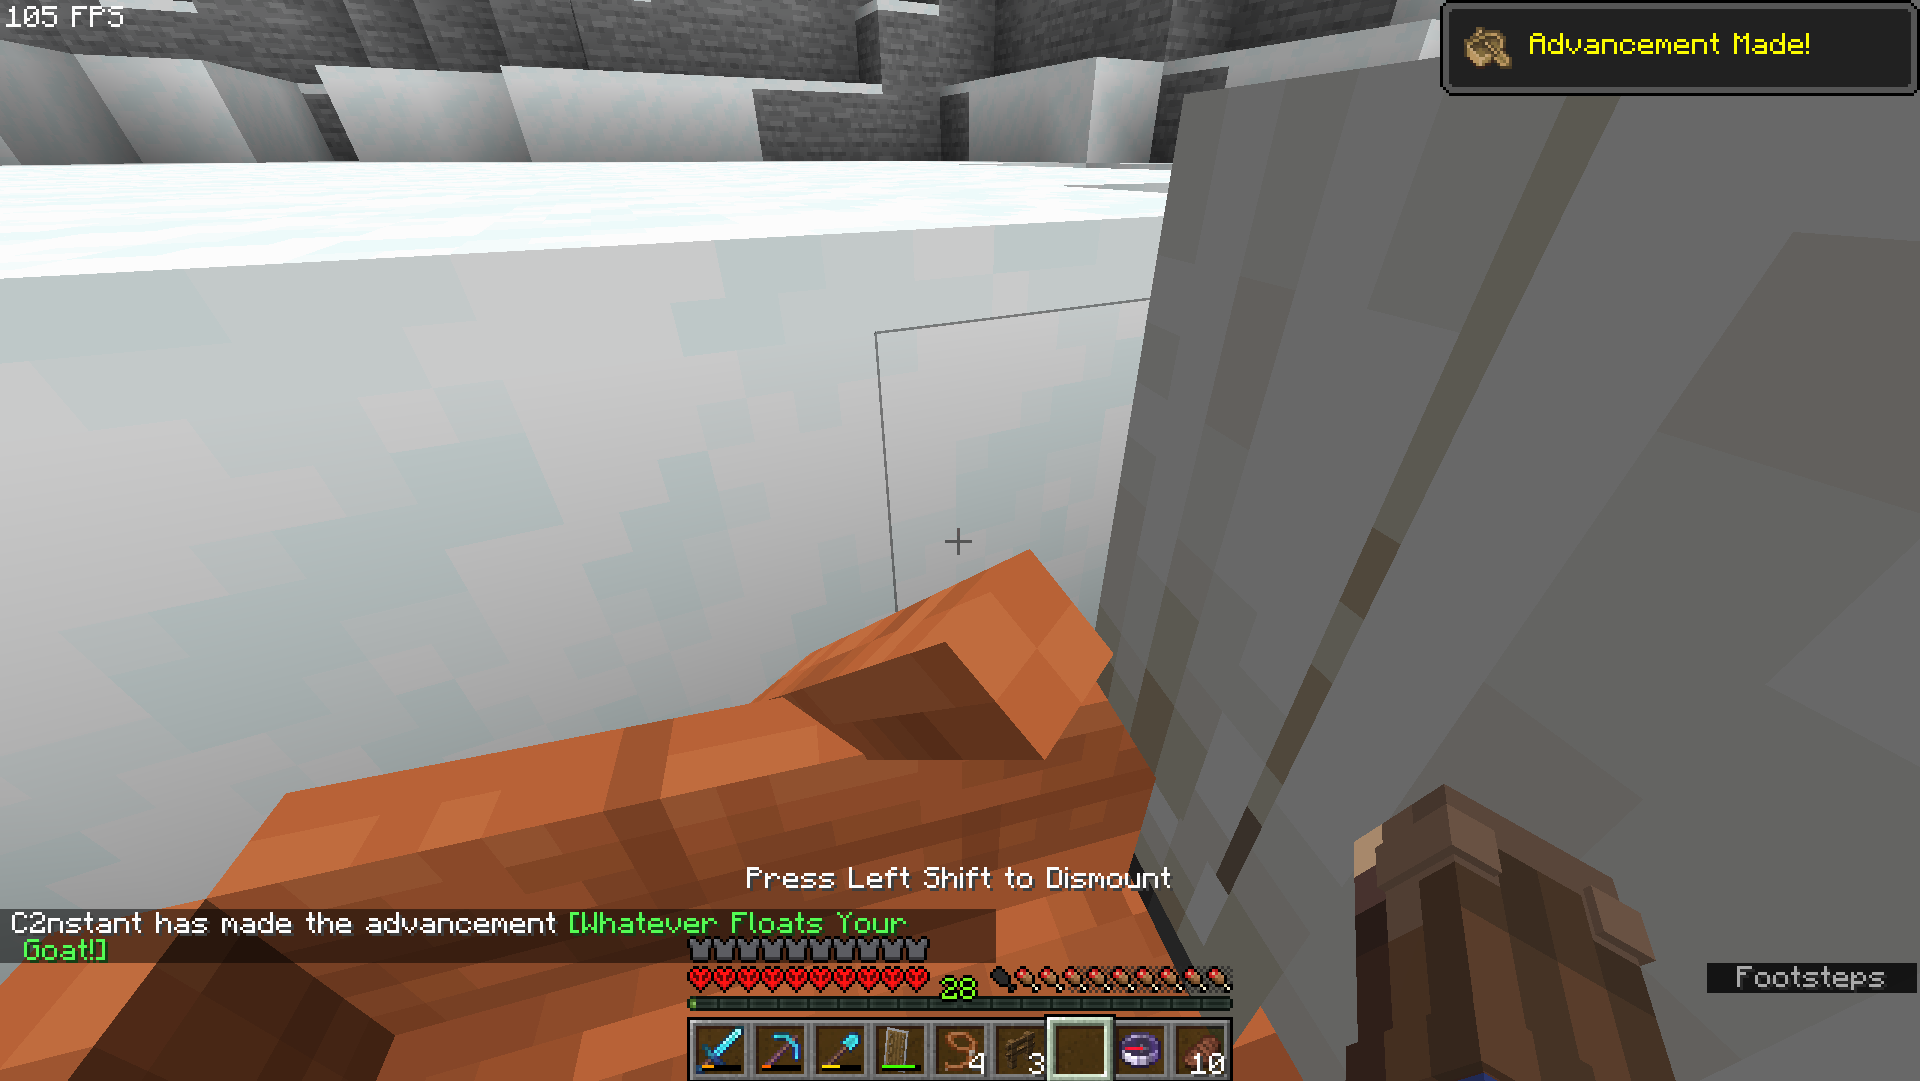 105 FPS
Advancement Made!
Press Left Shift to Dismount
C2nstant has made the advancement [Whatever Floats Your
Goat!]
28
Footsteps
4
3
10